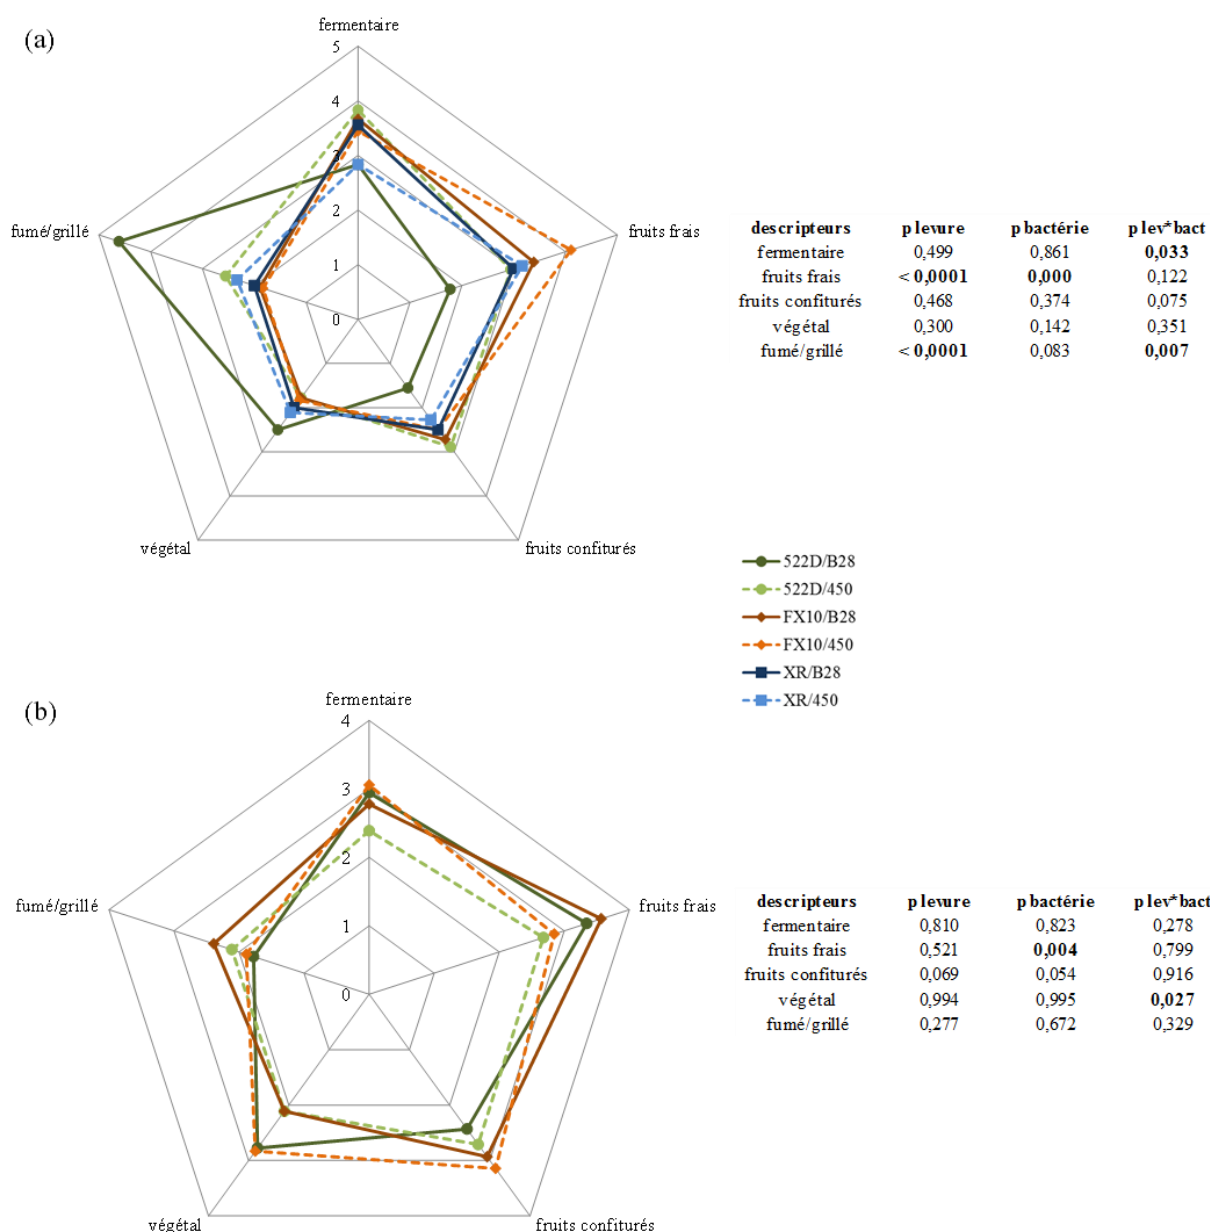 (a)
fermentaire
5
4
3
2
1
0
fumé/grillé
fruits frais
végétal
fruits confiturés
descripteurs p levure p bactérie p lev*bact
fermentaire 0,499 0,861 0,033
fruits frais < 0,0001 0,000 0,122
fruits confiturés 0,468 0,374 0,075
végétal 0,300 0,142 0,351
fumé/grillé < 0,0001 0,083 0,007
522D/B28
522D/450
FX10/B28
FX10/450
XR/B28
XR/450
(b)
fermentaire
4
3
2
1
0
fumé/grillé
fruits frais
végétal
fruits confiturés
descripteurs p levure p bactérie p lev*bact
fermentaire 0,810 0,823 0,278
fruits frais 0,521 0,004 0,799
fruits confiturés 0,069 0,054 0,916
végétal 0,994 0,995 0,027
fumé/grillé 0,277 0,672 0,329